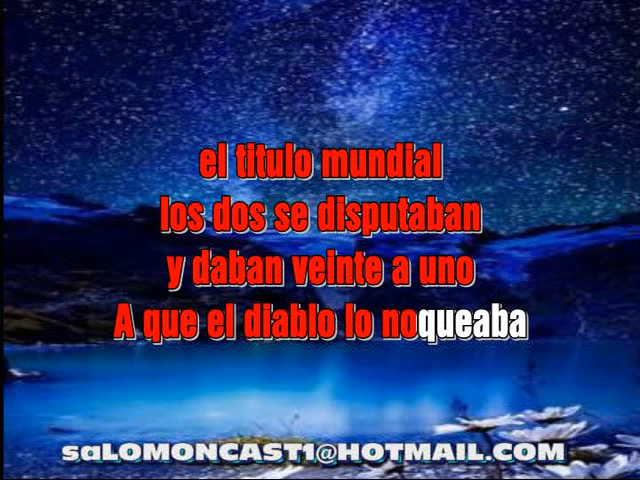 el titulo mundial
los dos se disputaban
y daban veinte a uno
A que el diablo lo noqueaba
saLOMONCAST1@HOTMAIL.COM